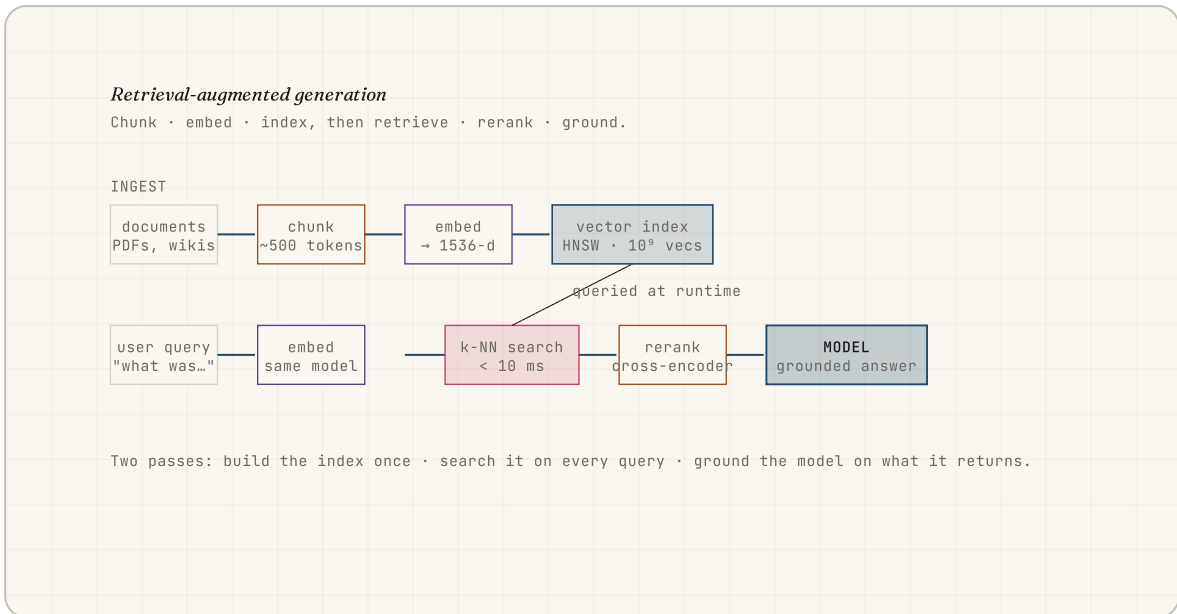 Retrieval-augmented generation
Chunk · embed · index, then retrieve · rerank · ground.
INGEST
documents
PDFs, wikis
chunk
~500 tokens
embed
→ 1536-d
vector index
HNSW · 10⁹ vecs
queried at runtime
user query
"what was…"
embed
same model
k-NN search
< 10 ms
rerank
cross-encoder
MODEL
grounded answer
Two passes: build the index once · search it on every query · ground the model on what it returns.